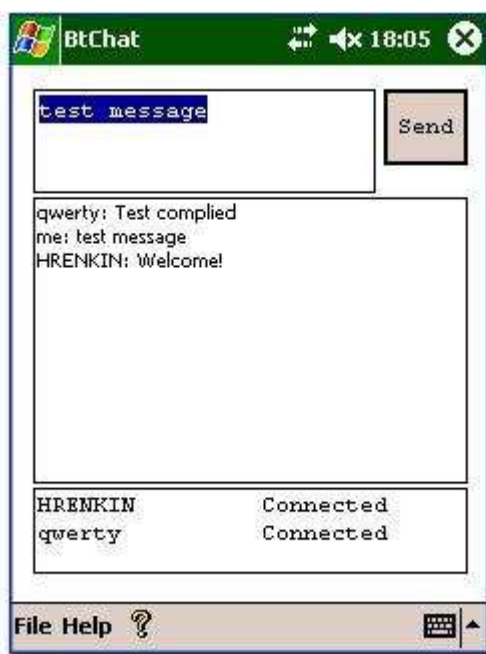 BtChat 18:05
test message
Send
qwerty: Test complied
me: test message
HRENKIN: Welcome!
HRENKIN Connected
qwerty Connected
File Help ?